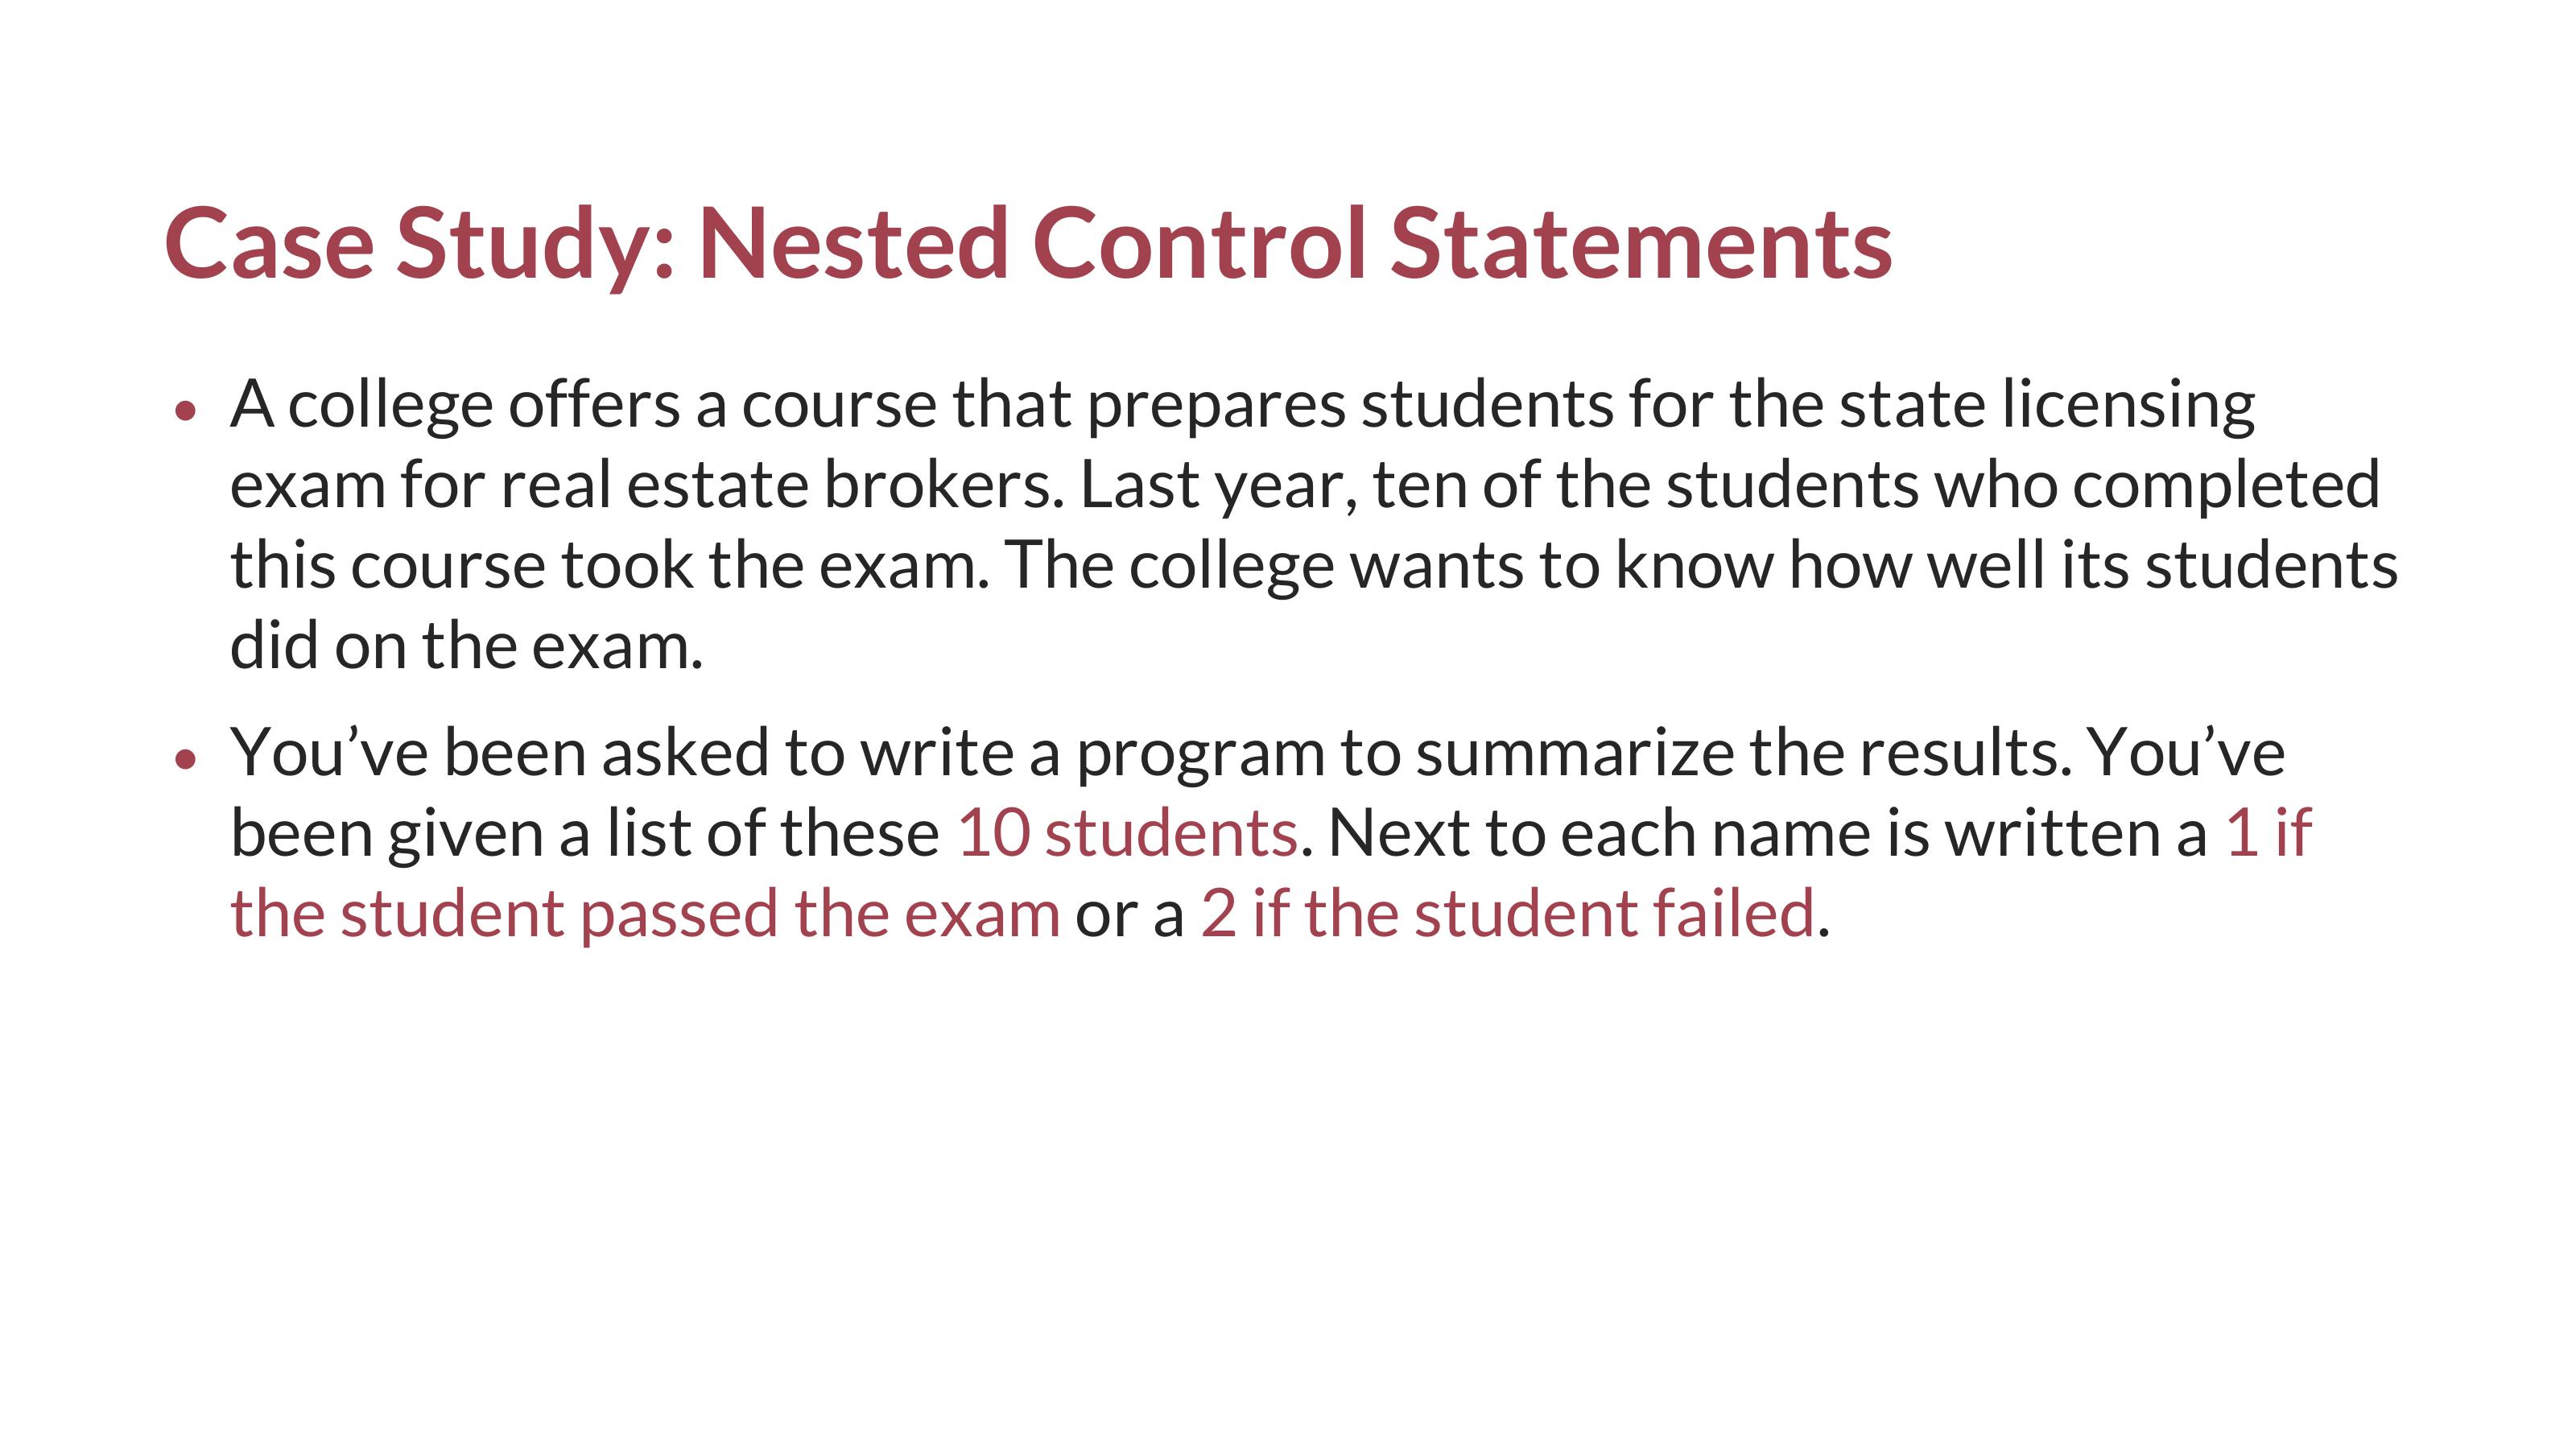 Case Study: Nested Control Statements
• A college offers a course that prepares students for the state licensing
exam for real estate brokers. Last year, ten of the students who completed
this course took the exam. The college wants to know how well its students
did on the exam.
• You’ve been asked to write a program to summarize the results. You’ve
been given a list of these 10 students. Next to each name is written a 1 if
the student passed the exam or a 2 if the student failed.